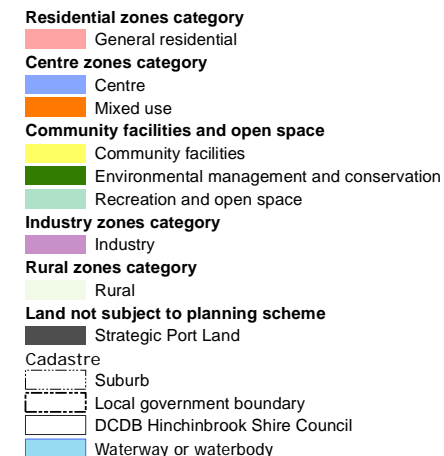 Residential zones category
General residential
Centre zones category
Centre
Mixed use
Community facilities and open space
Community facilities
Environmental management and conservation
Recreation and open space
Industry zones category
Industry
Rural zones category
Rural
Land not subject to planning scheme
Strategic Port Land
Cadastre
Suburb
Local government boundary
DCDB Hinchinbrook Shire Council
Waterway or waterbody